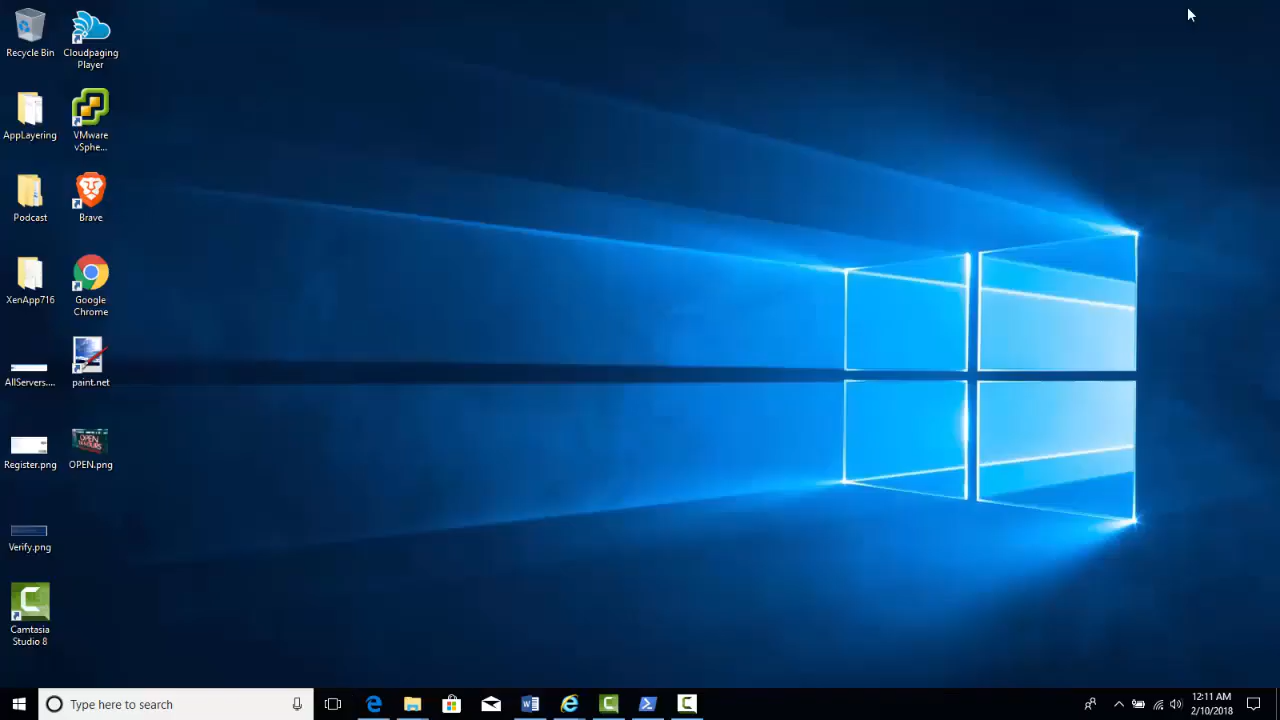 Recycle Bin
Cloudpaging
Player
AppLayering
VMware
vSphe...
Podcast
Brave
XenApp716
Google
Chrome
AllServers....
paint.net
Register.png
OPEN.png
Verify.png
Camtasia
Studio 8
Type here to search
12:11 AM
2/10/2018